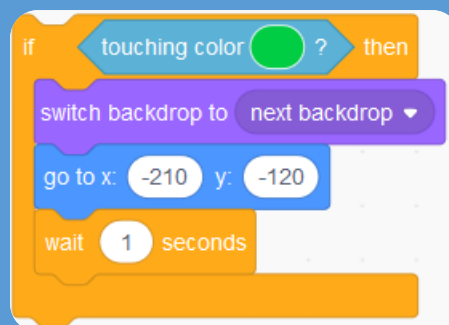 if touching color ? then
switch backdrop to next backdrop
go to x: -210 y: -120
wait 1 seconds